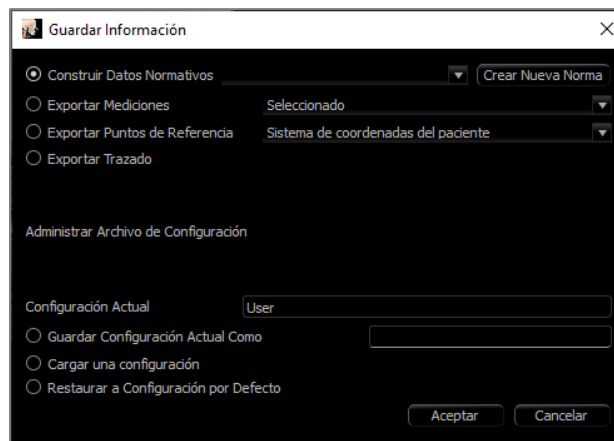 Guardar Información
Construir Datos Normativos Crear Nueva Norma
Exportar Mediciones Seleccionado
Exportar Puntos de Referencia Sistema de coordenadas del paciente
Exportar Trazado
Administrar Archivo de Configuración
Configuración Actual User
Guardar Configuración Actual Como
Cargar una configuración
Restaurar a Configuración por Defecto
Aceptar Cancelar